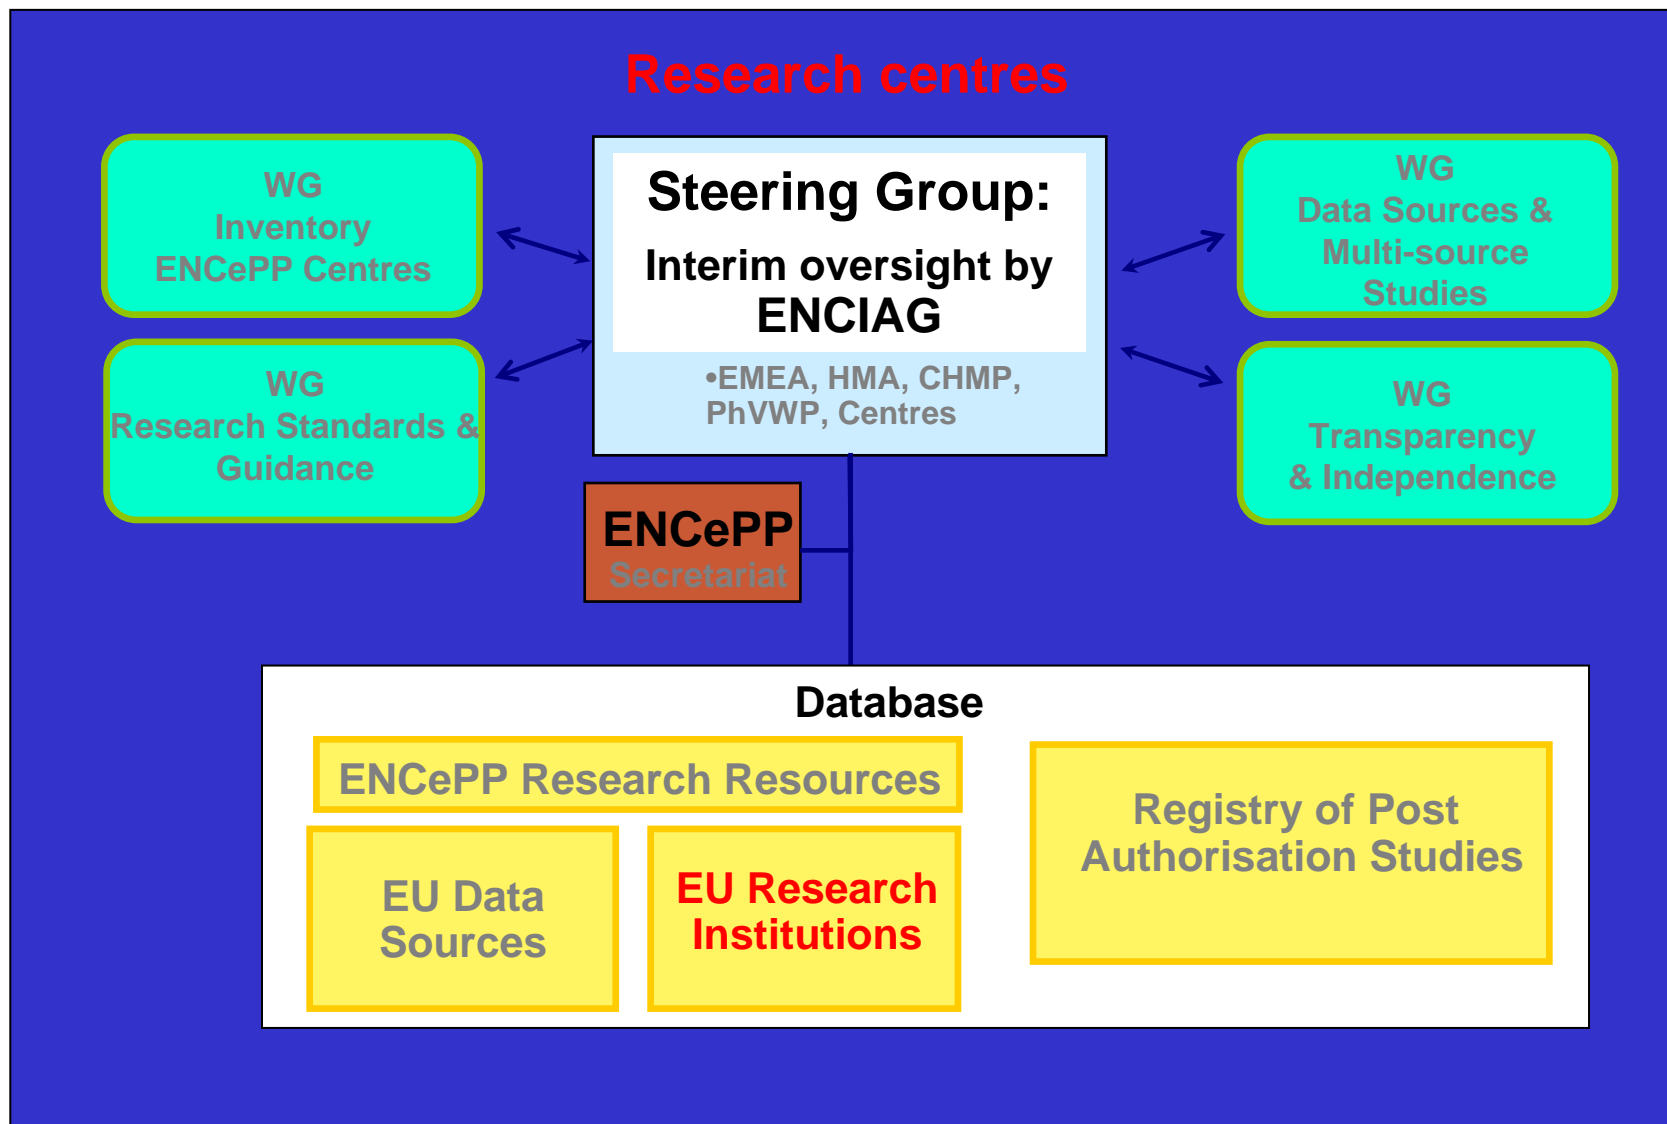 Research centres
WG
Inventory
ENCePP Centres
Steering Group:
Interim oversight by
ENCIAG
•EMEA, HMA, CHMP,
PhVWP, Centres
WG
Data Sources &
Multi-source
Studies
WG
Research Standards &
Guidance
WG
Transparency
& Independence
ENCePP
Secretariat
Database
ENCePP Research Resources
EU Data
Sources
EU Research
Institutions
Registry of Post
Authorisation Studies